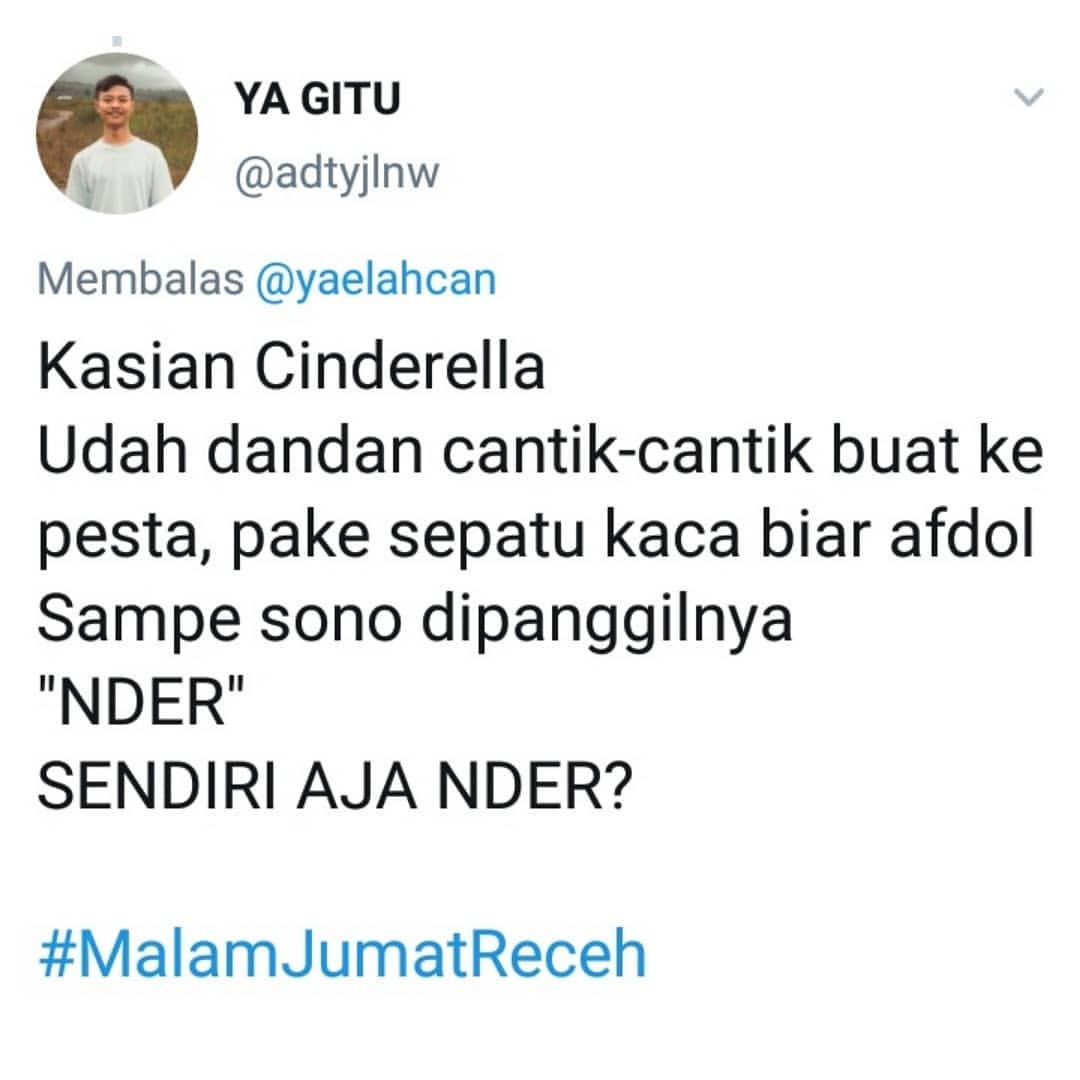 YA GITU
@adtyjlnw
Membalas @yaelahcan
Kasian Cinderella
Udah dandan cantik-cantik buat ke
pesta, pake sepatu kaca biar afdol
Sampe sono dipanggilnya
"NDER"
SENDIRI AJA NDER?
#MalamJumatReceh